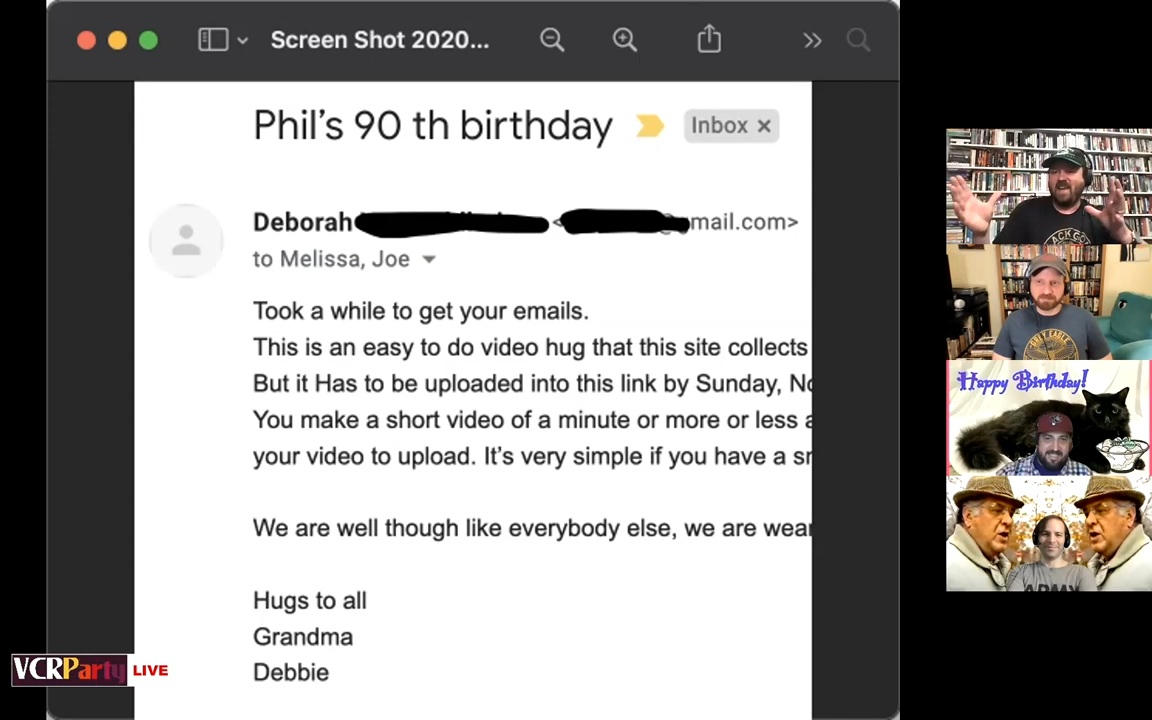 Screen Shot 2020...
Phil's 90 th birthday
Inbox
Deborah
mail.com>
to Melissa, Joe
Took a while to get your emails.
This is an easy to do video hug that this site collects
But it Has to be uploaded into this link by Sunday,
You make a short video of a minute or more or less
your video to upload. It's very simple if you have a
We are well though like everybody else, we are
Hugs to all
Grandma
Debbie
VCRParty LIVE
Happy Birthday!
ARMY